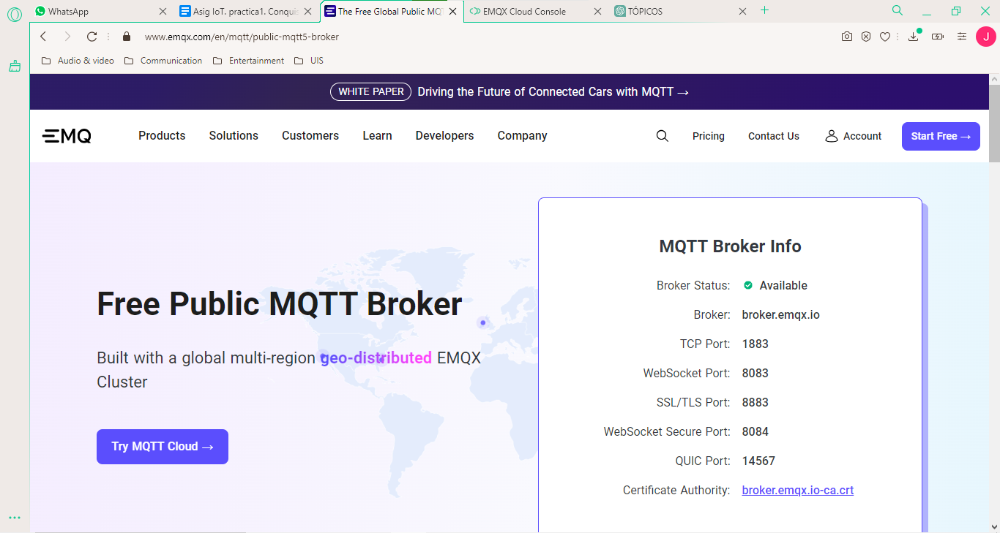 WhatsApp
Asig IoT. practica1. Conquis
The Free Global Public MQ
EMQX Cloud Console
TÓPICOS
www.emqx.com/en/mqtt/public-mqtt5-broker
J
Audio & video
Communication
Entertainment
UIS
WHITE PAPER Driving the Future of Connected Cars with MQTT →
EMQ
Products
Solutions
Customers
Learn
Developers
Company
Pricing
Contact Us
Account
Start Free →
Free Public MQTT Broker
Built with a global multi-region geo-distributed EMQX
Cluster
Try MQTT Cloud →
MQTT Broker Info
Broker Status: Available
Broker: broker.emqx.io
TCP Port: 1883
WebSocket Port: 8083
SSL/TLS Port: 8883
WebSocket Secure Port: 8084
QUIC Port: 14567
Certificate Authority: broker.emqx.io-ca.crt